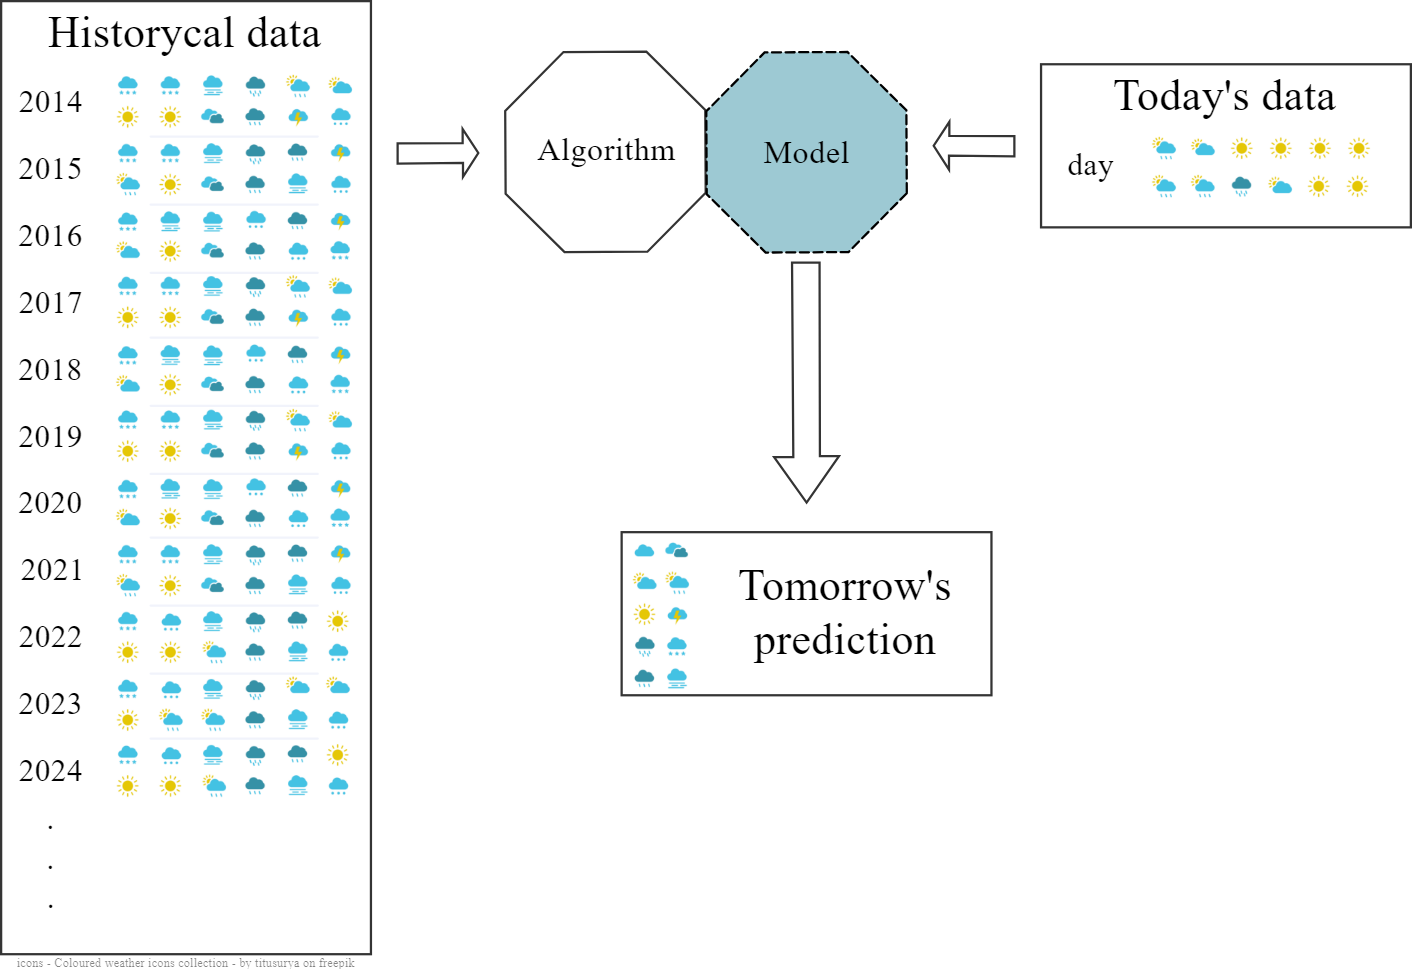 Historycal data
2014
2015
2016
2017
2018
2019
2020
2021
2022
2023
2024
.
.
.
icons - Coloured weather icons collection - by titusurya on freepik
Algorithm
Model
Today's data
day
Tomorrow's
prediction